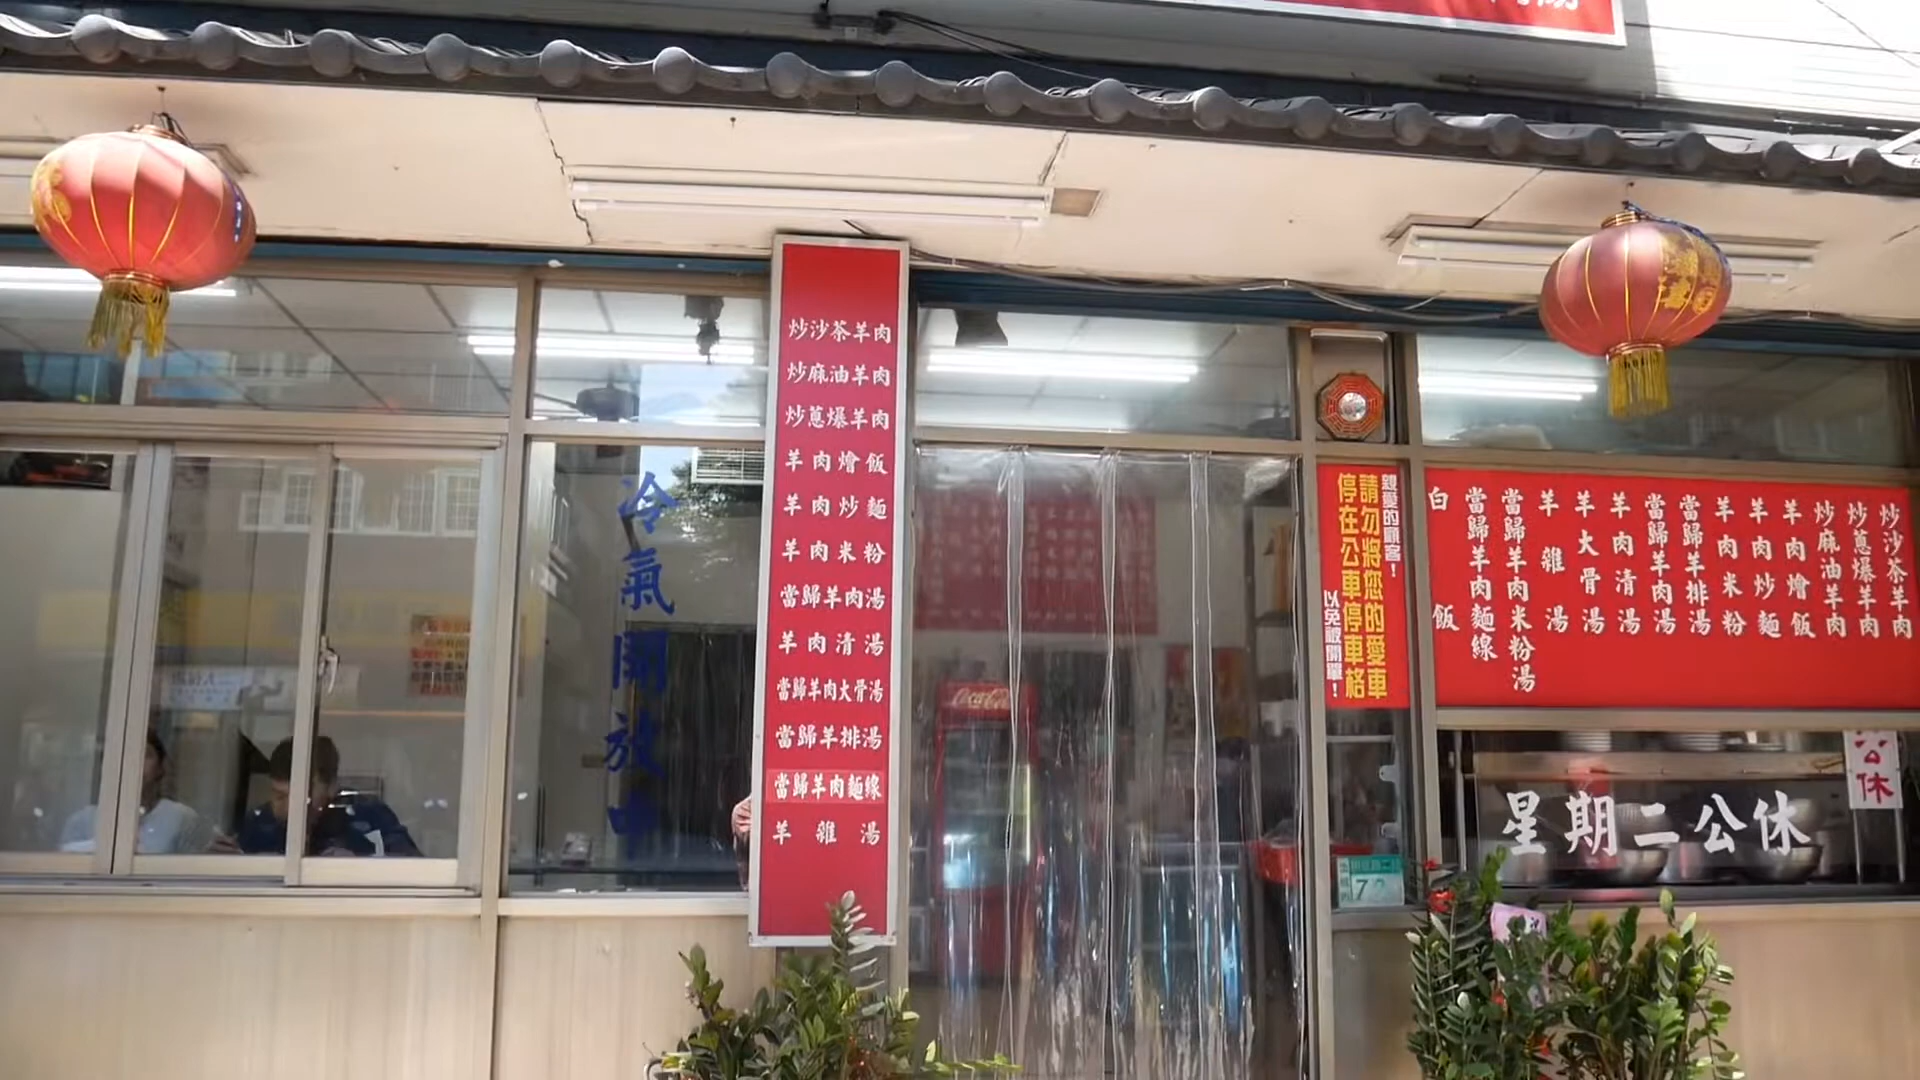 炒沙茶羊肉
炒麻油羊肉
炒蔥爆羊肉
羊肉燴飯
羊肉炒麵
羊肉米粉
當歸羊肉湯
羊肉清湯
當歸羊肉大骨湯
當歸羊排湯
當歸羊肉麵線
羊雜湯
冷氣開放中
Coca-Cola
親愛的顧客！
請勿將您的愛車
停在公車停車格
以免被開單！
炒沙茶羊肉
炒蔥爆羊肉
炒麻油羊肉
羊肉燴飯
羊肉炒麵
羊肉米粉
當歸羊排湯
當歸羊肉湯
羊肉清湯
羊大骨湯
羊雜湯
當歸羊肉米粉湯
當歸羊肉麵線
白飯
星期二公休
公休